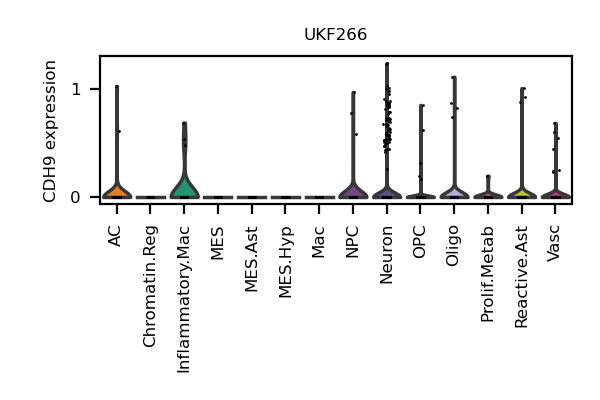 UKF266
CDH9 expression
1
0
AC
Chromatin.Reg
Inflammatory.Mac
MES
MES.Ast
MES.Hyp
Mac
NPC
Neuron
OPC
Oligo
Prolif.Metab
Reactive.Ast
Vasc